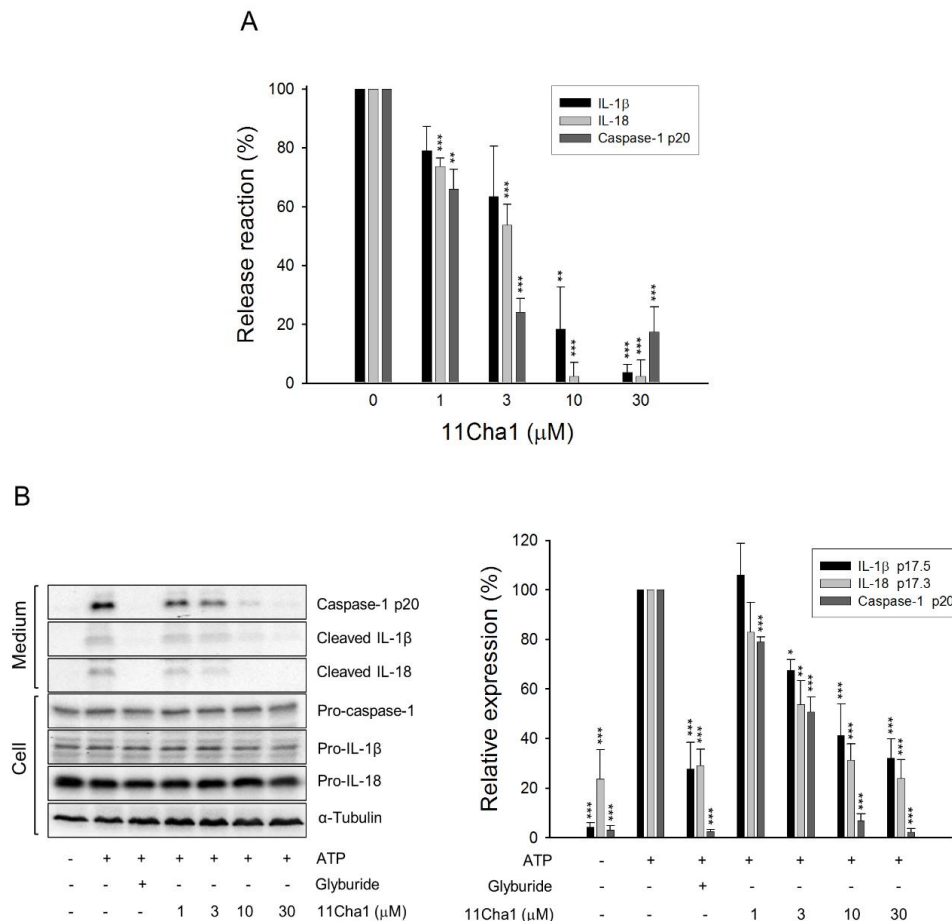 A
100
80
60
40
20
0
Release reaction (%)
IL-1β
IL-18
Caspase-1 p20
*** **
*** ***
** ***
*** *** ***
0 1 3 10 30
11Cha1 (μM)
B
Medium
Caspase-1 p20
Cleaved IL-1β
Cleaved IL-18
Cell
Pro-caspase-1
Pro-IL-1β
Pro-IL-18
α-Tubulin
- + + + + + + ATP
- - + - - - - Glyburide
- - - 1 3 10 30 11Cha1 (μM)
120
100
80
60
40
20
0
Relative expression (%)
IL-1β p17.5
IL-18 p17.3
Caspase-1 p20
*** *** ***
*** *** ***
***
* ** ***
*** *** ***
*** *** ***
ATP - + + + + + +
Glyburide - - + - - - -
11Cha1 (μM) - - - 1 3 10 30